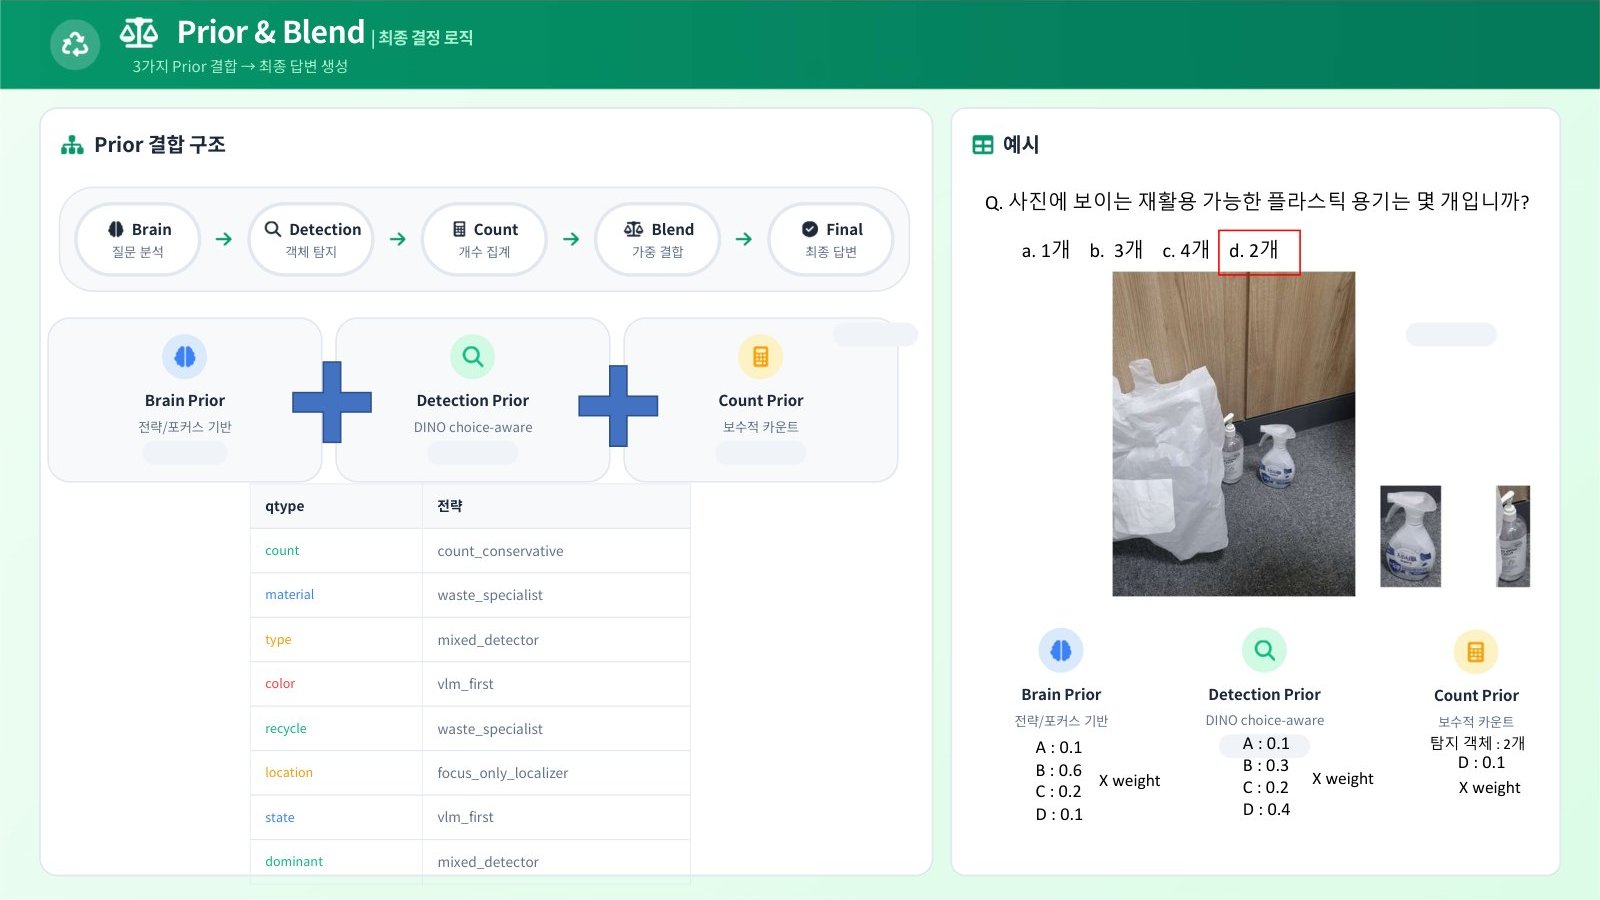 Prior & Blend | 최종 결정 로직
3가지 Prior 결합 → 최종 답변 생성
Prior 결합 구조
Brain
질문 분석
Detection
객체 탐지
Count
개수 집계
Blend
가중 결합
Final
최종 답변
Brain Prior
전략/포커스 기반
Detection Prior
DINO choice-aware
Count Prior
보수적 카운트
qtype 전략
count count_conservative
material waste_specialist
type mixed_detector
color vlm_first
recycle waste_specialist
location focus_only_localizer
state vlm_first
dominant mixed_detector
예시
Q. 사진에 보이는 재활용 가능한 플라스틱 용기는 몇 개입니까?
a. 1개 b. 3개 c. 4개 d. 2개
Brain Prior
전략/포커스 기반
A : 0.1
B : 0.6
C : 0.2
D : 0.1
X weight
Detection Prior
DINO choice-aware
A : 0.1
B : 0.3
C : 0.2
D : 0.4
X weight
Count Prior
보수적 카운트
탐지 객체 : 2개
D : 0.1
X weight